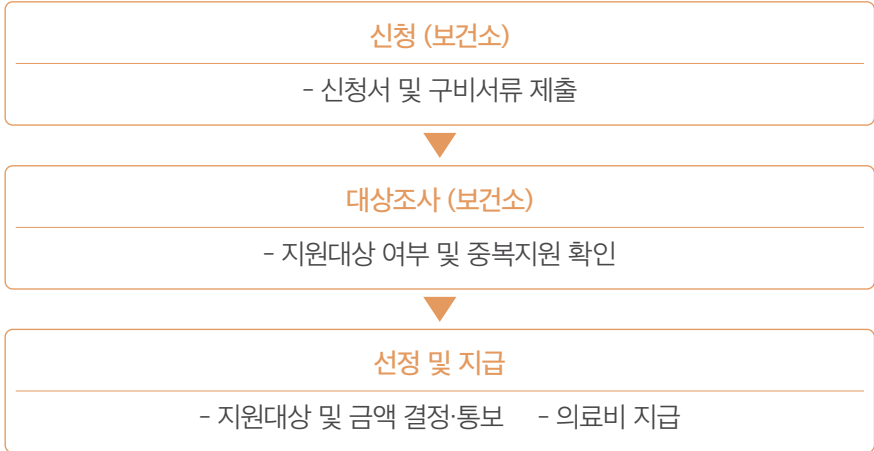 신청 (보건소)
- 신청서 및 구비서류 제출
대상조사 (보건소)
- 지원대상 여부 및 중복지원 확인
선정 및 지급
- 지원대상 및 금액 결정·통보 - 의료비 지급